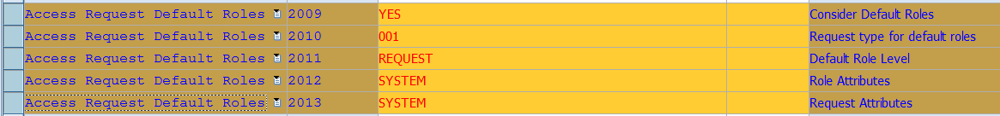 Access Request Default Roles 2009 YES Consider Default Roles
Access Request Default Roles 2010 001 Request type for default roles
Access Request Default Roles 2011 REQUEST Default Role Level
Access Request Default Roles 2012 SYSTEM Role Attributes
Access Request Default Roles 2013 SYSTEM Request Attributes